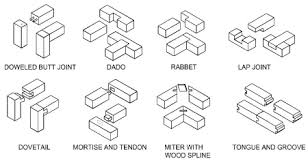 DOWELED BUTT JOINT
DADO
RABBET
LAP JOINT
DOVETAIL
MORTISE AND TENDON
MITER WITH
WOOD SPLINE
TONGUE AND GROOVE